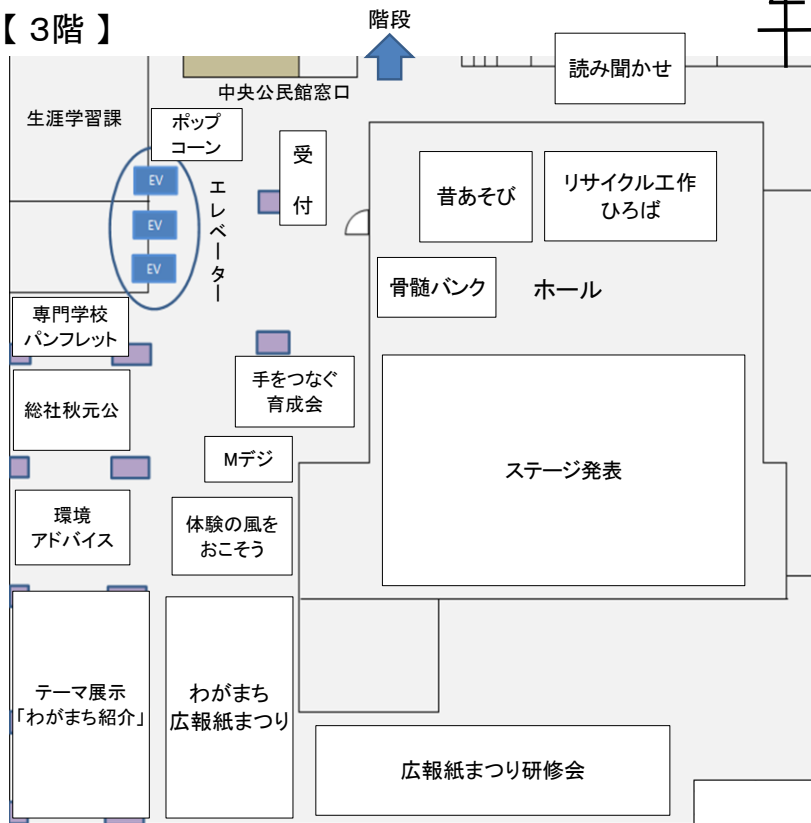 【 3階 】
階段
読み聞かせ
中央公民館窓口
生涯学習課
ポップ
コーン
受
付
EV
EV
EV
エレベーター
昔あそび
リサイクル工作
ひろば
骨髄バンク
ホール
専門学校
パンフレット
手をつなぐ
育成会
総社秋元公
Mデジ
ステージ発表
環境
アドバイス
体験の風を
おこそう
テーマ展示
「わがまち紹介」
わがまち
広報紙まつり
広報紙まつり研修会